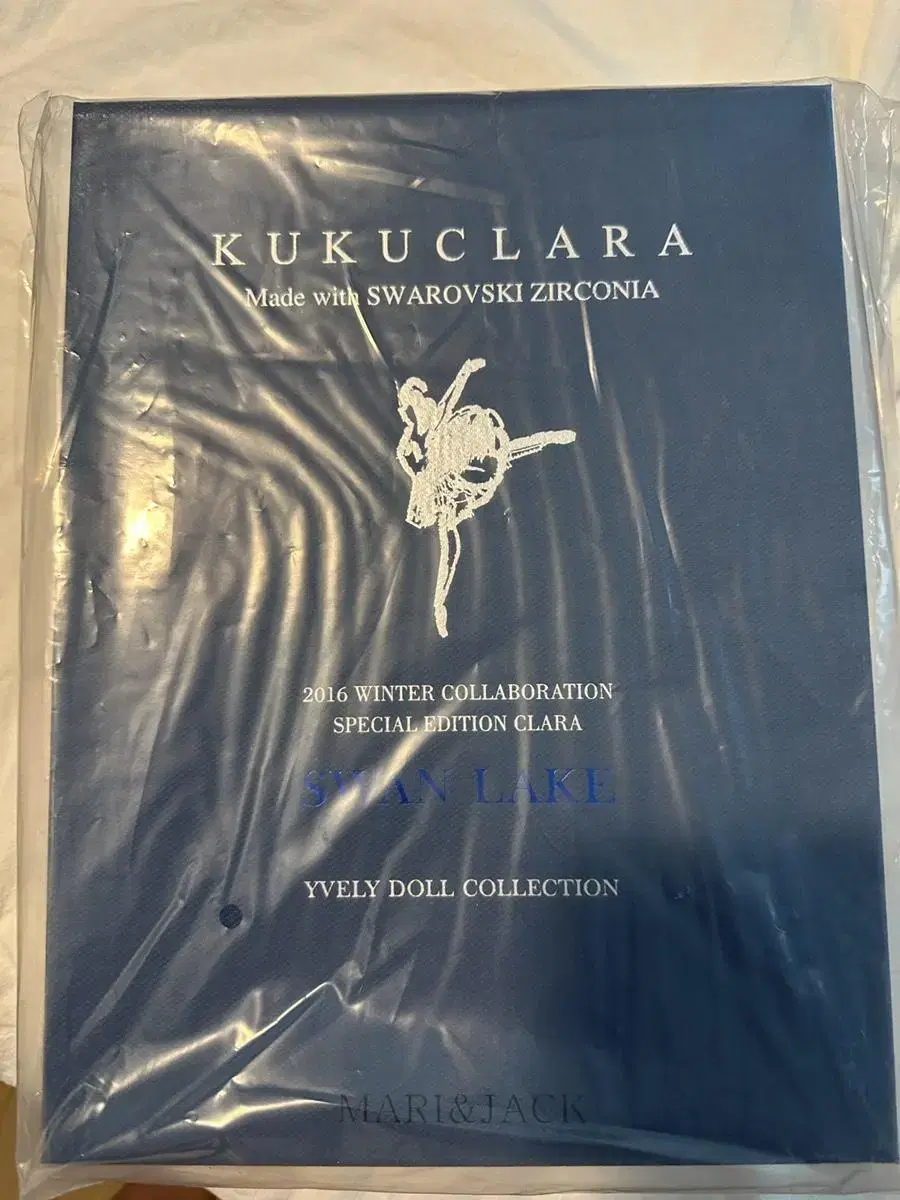 KUKUCLARA
Made with SWAROVSKI ZIRCONIA
2016 WINTER COLLABORATION
SPECIAL EDITION CLARA
SWAN LAKE
YVELY DOLL COLLECTION
MARI&JACK